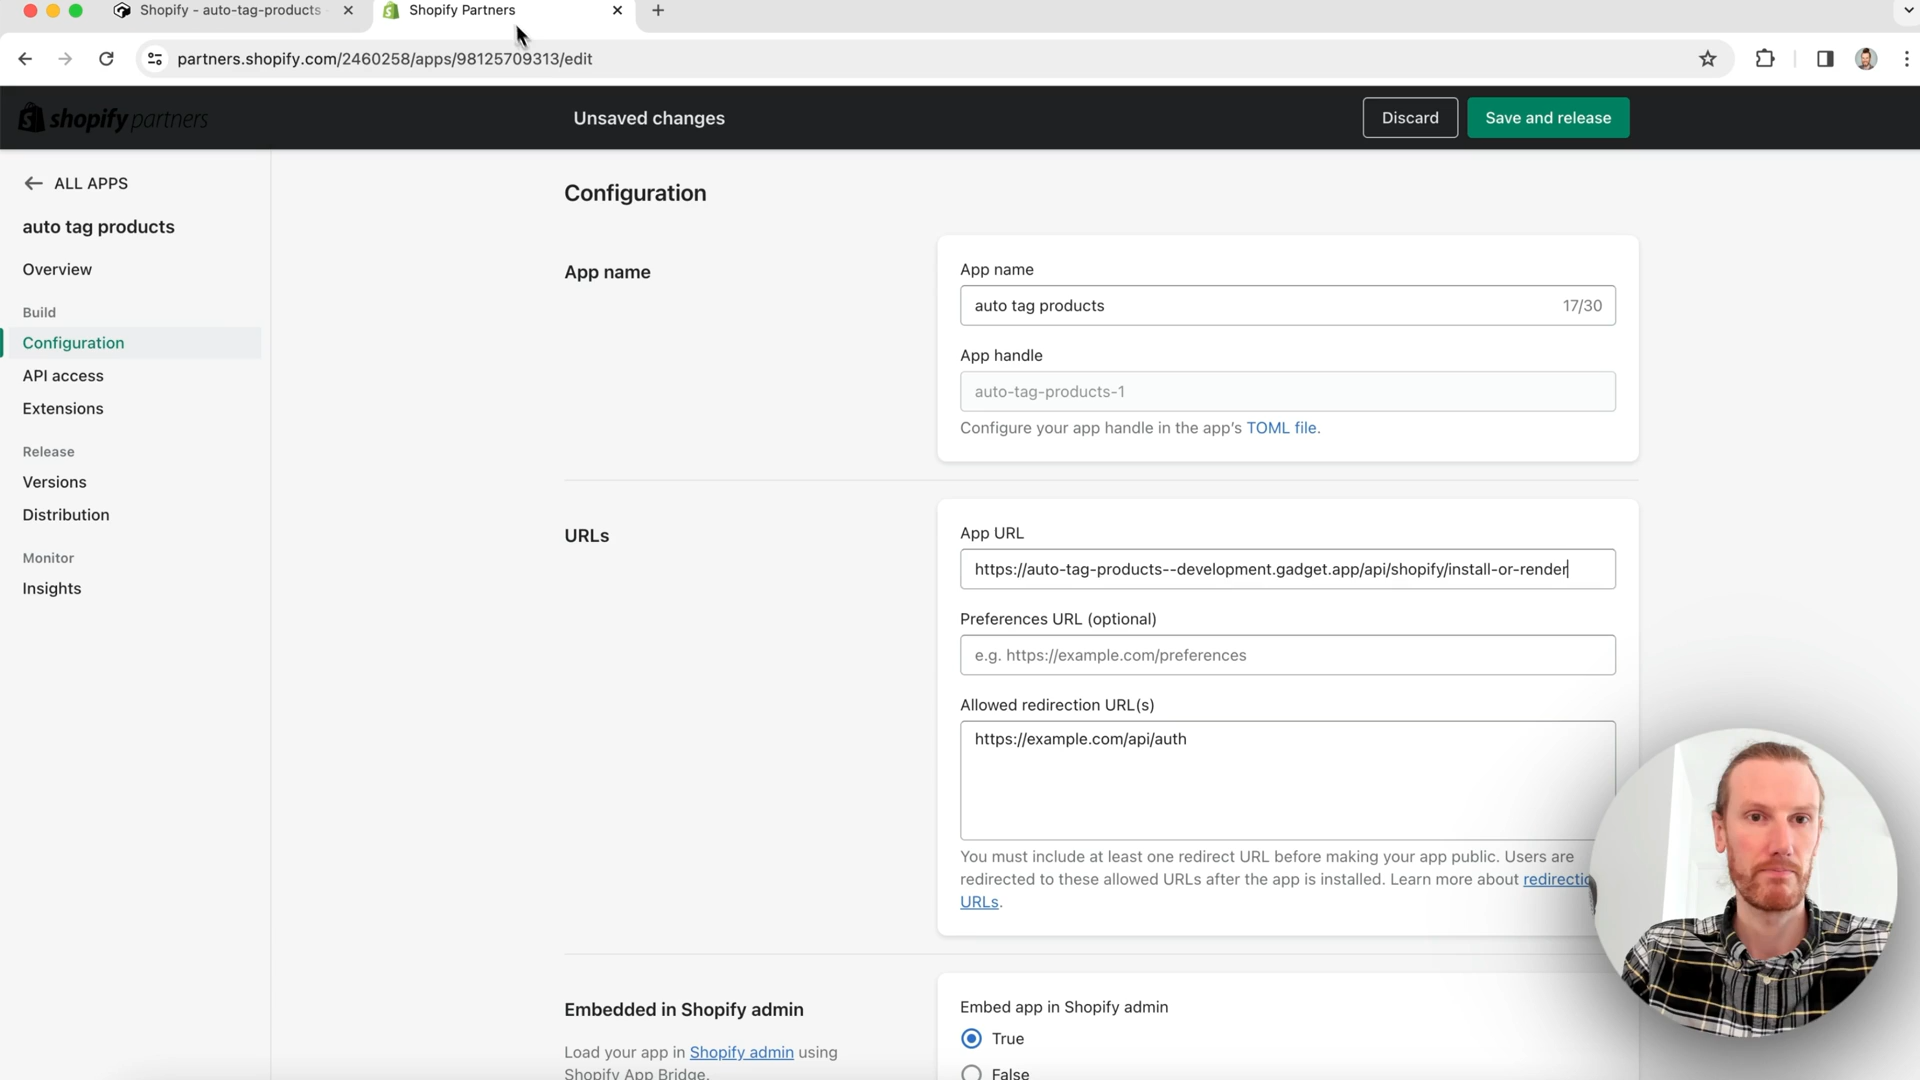 Shopify - auto-tag-products
Shopify Partners
partners.shopify.com/2460258/apps/98125709313/edit
shopify partners
Unsaved changes
Discard
Save and release
ALL APPS
auto tag products
Overview
Build
Configuration
API access
Extensions
Release
Versions
Distribution
Monitor
Insights
Configuration
App name
App name
auto tag products
17/30
App handle
auto-tag-products-1
Configure your app handle in the app's TOML file.
URLs
App URL
https://auto-tag-products--development.gadget.app/api/shopify/install-or-render
Preferences URL (optional)
e.g. https://example.com/preferences
Allowed redirection URL(s)
https://example.com/api/auth
You must include at least one redirect URL before making your app public. Users are
redirected to these allowed URLs after the app is installed. Learn more about redirectio
URLs.
Embedded in Shopify admin
Load your app in Shopify admin using
Shopify App Bridge.
Embed app in Shopify admin
True
False